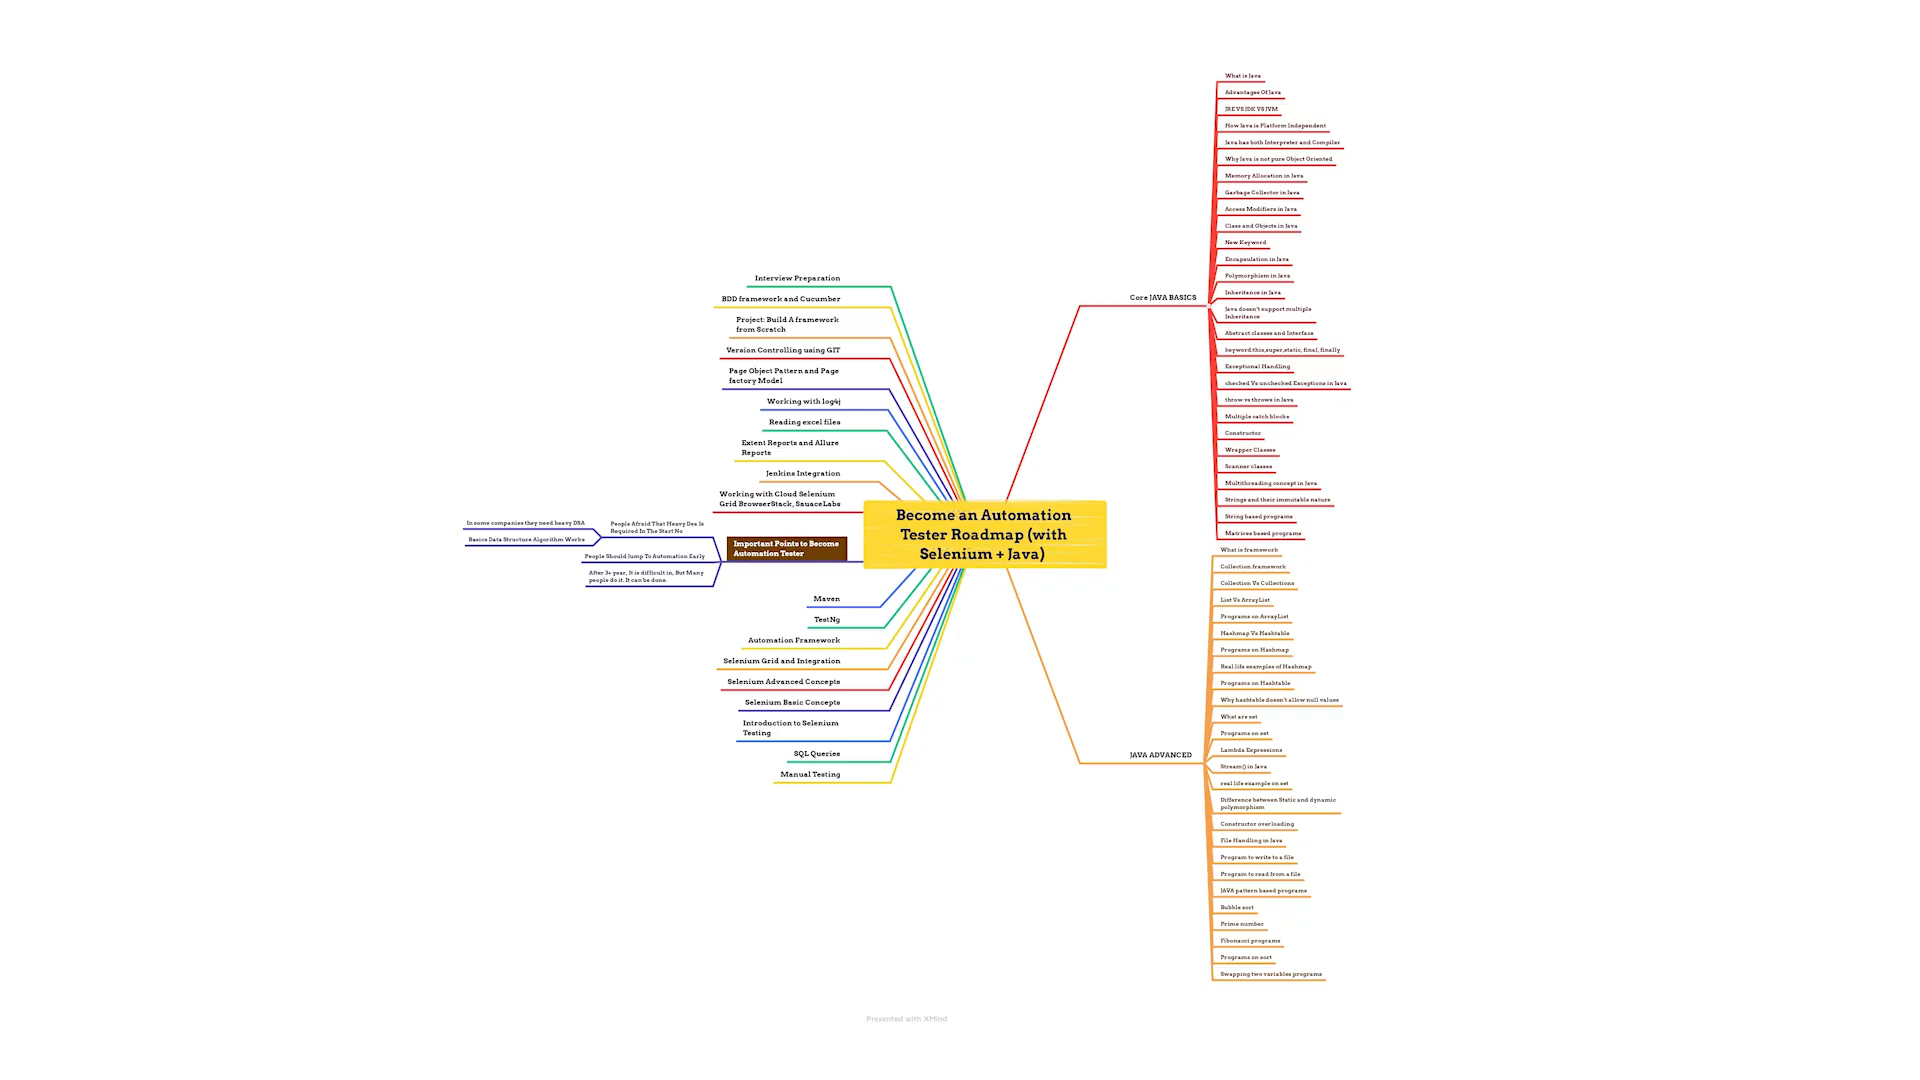 Become an Automation
Tester Roadmap (with
Selenium + Java)
Core JAVA BASICS
What is Java
Advantages Of Java
JRE VS JDK VS JVM
How Java is Platform Independent
Java has both Interpreter and Compiler
Why Java is not pure Object Oriented
Memory Allocation in Java
Garbage Collector in Java
Access Modifiers in Java
Class and Objects in Java
New Keyword
Encapsulation in Java
Polymorphism in Java
Inheritance in Java
Java doesn't support multiple
Inheritance
Abstract classes and Interface
keyword:this,super,static, final, finally
Exceptional Handling
checked Vs unchecked Exceptions in Java
throw vs throws in Java
Multiple catch blocks
Constructor
Wrapper Classes
Scanner classes
Multithreading concept in Java
Strings and their immutable nature
String based programs
Matrices based programs
JAVA ADVANCED
What is framework
Collection framework
Collection Vs Collections
List Vs ArrayList
Programs on ArrayList
Hashmap Vs Hashtable
Programs on Hashmap
Real life examples of Hashmap
Programs on Hashtable
Why hashtable doesn't allow null values
What are set
Programs on set
Lambda Expressions
Stream() in Java
real life example on set
Difference between Static and dynamic
polymorphism
Constructor overloading
File Handling in Java
Program to write to a file
Program to read from a file
JAVA pattern based programs
Bubble sort
Prime number
Fibonacci programs
Programs on sort
Swapping two variables programs
Interview Preparation
BDD framework and Cucumber
Project: Build A framework
from Scratch
Version Controlling using GIT
Page Object Pattern and Page
factory Model
Working with log4j
Reading excel files
Extent Reports and Allure
Reports
Jenkins Integration
Working with Cloud Selenium
Grid BrowserStack, SauaceLabs
Important Points to Become
Automation Tester
People Afraid That Heavy Dsa Is
Required In The Start No
In some companies they need heavy DSA
Basics Data Structure Algorithm Works
People Should Jump To Automation Early
After 3+ year, It is difficult in, But Many
people do it. It can be done.
Maven
TestNg
Automation Framework
Selenium Grid and Integration
Selenium Advanced Concepts
Selenium Basic Concepts
Introduction to Selenium
Testing
SQL Queries
Manual Testing
Presented with XMind